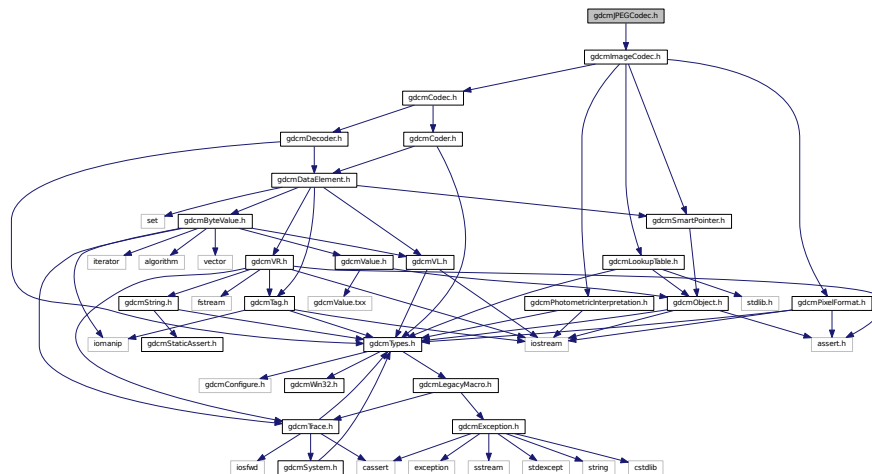 gdcmJPEGCodec.h
gdcmImageCodec.h
gdcmCodec.h
gdcmDecoder.h
gdcmCoder.h
gdcmDataElement.h
set
gdcmByteValue.h
gdcmSmartPointer.h
iterator
algorithm
vector
gdcmVR.h
gdcmValue.h
gdcmVL.h
gdcmLookupTable.h
gdcmString.h
fstream
gdcmTag.h
gdcmValue.txx
gdcmPhotometricInterpretation.h
gdcmObject.h
stdlib.h
gdcmPixelFormat.h
iomanip
gdcmStaticAssert.h
gdcmTypes.h
iostream
assert.h
gdcmConfigure.h
gdcmWin32.h
gdcmLegacyMacro.h
gdcmTrace.h
gdcmException.h
iosfwd
gdcmSystem.h
cassert
exception
sstream
stdexcept
string
cstdlib